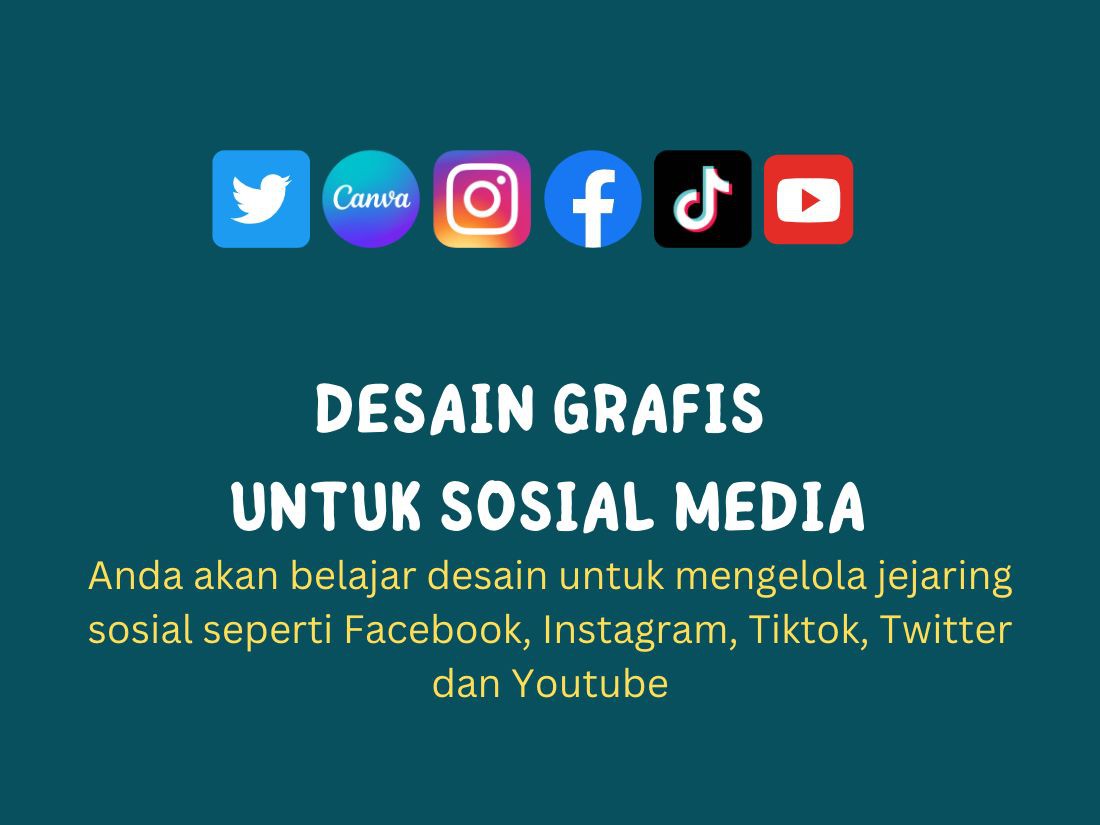 Canva
DESAIN GRAFIS
UNTUK SOSIAL MEDIA
Anda akan belajar desain untuk mengelola jejaring
sosial seperti Facebook, Instagram, Tiktok, Twitter
dan Youtube